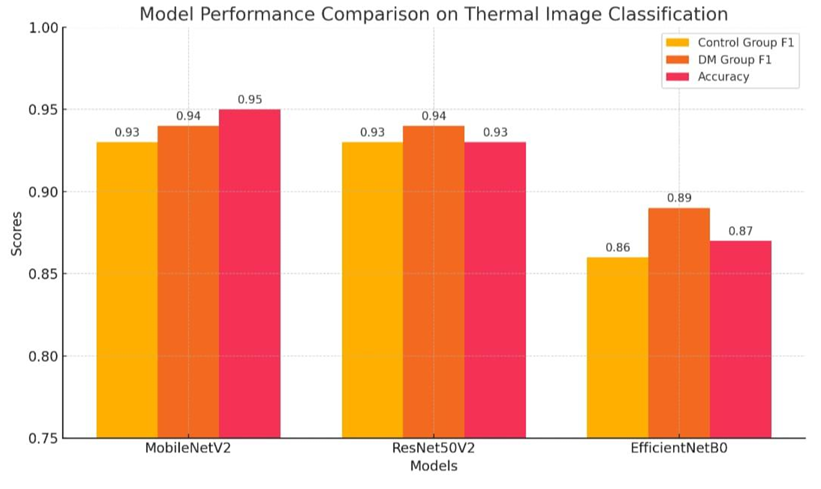 Model Performance Comparison on Thermal Image Classification
Control Group F1
DM Group F1
Accuracy
Scores
1.00
0.95
0.90
0.85
0.80
0.75
0.93
0.94
0.95
0.93
0.94
0.93
0.86
0.89
0.87
MobileNetV2
ResNet50V2
EfficientNetB0
Models